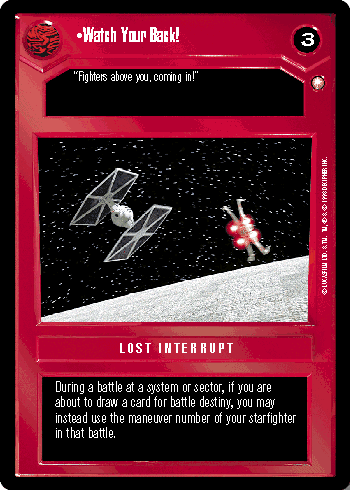 •Watch Your Back!
3
"Fighters above you, coming in!"
LOST INTERRUPT
During a battle at a system or sector, if you are
about to draw a card for battle destiny, you may
instead use the maneuver number of your starfighter
in that battle.